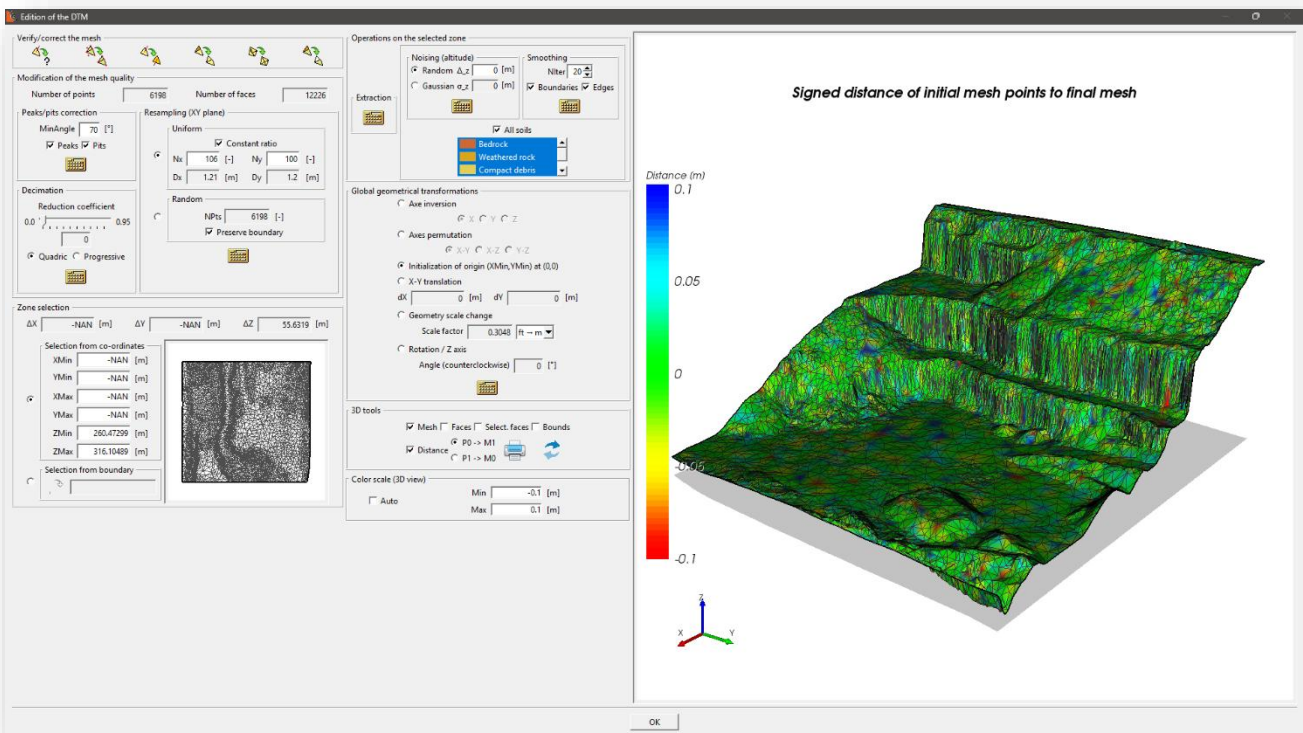 Edition of the DTM
Verify/correct the mesh
?
Modification of the mesh quality
Number of points 6198 Number of faces 12226
Peaks/pits correction
MinAngle 70 [°]
Peaks Pits
Decimation
Reduction coefficient
0.0 0.95
0
Quadric Progressive
Resampling (XY plane)
Uniform
Constant ratio
Nx 106 [-] Ny 100 [-]
Dx 1.21 [m] Dy 1.2 [m]
Random
NPts 6198 [-]
Preserve boundary
Zone selection
ΔX -NAN [m] ΔY -NAN [m] ΔZ 55.6319 [m]
Selection from co-ordinates
XMin -NAN [m]
YMin -NAN [m]
XMax -NAN [m]
YMax -NAN [m]
ZMin 260.47299 [m]
ZMax 316.10489 [m]
Selection from boundary
Operations on the selected zone
Extraction
Noising (altitude)
Random Δ_z 0 [m]
Gaussian σ_z 0 [m]
Smoothing
NIter 20
Boundaries Edges
All soils
Bedrock
Weathered rock
Compact debris
Global geometrical transformations
Axe inversion
X Y Z
Axes permutation
X-Y X-Z Y-Z
Initialization of origin (XMin,YMin) at (0,0)
X-Y translation
dX 0 [m] dY 0 [m]
Geometry scale change
Scale factor 0.3048 ft → m
Rotation / Z axis
Angle (counterclockwise) 0 [°]
3D tools
Mesh Faces Select. faces Bounds
Distance P0 -> M1
P1 -> M0
Color scale (3D view)
Auto
Min -0.1 [m]
Max 0.1 [m]
Signed distance of initial mesh points to final mesh
Distance (m)
0.1
0.05
0
-0.05
-0.1
Z
X Y
OK